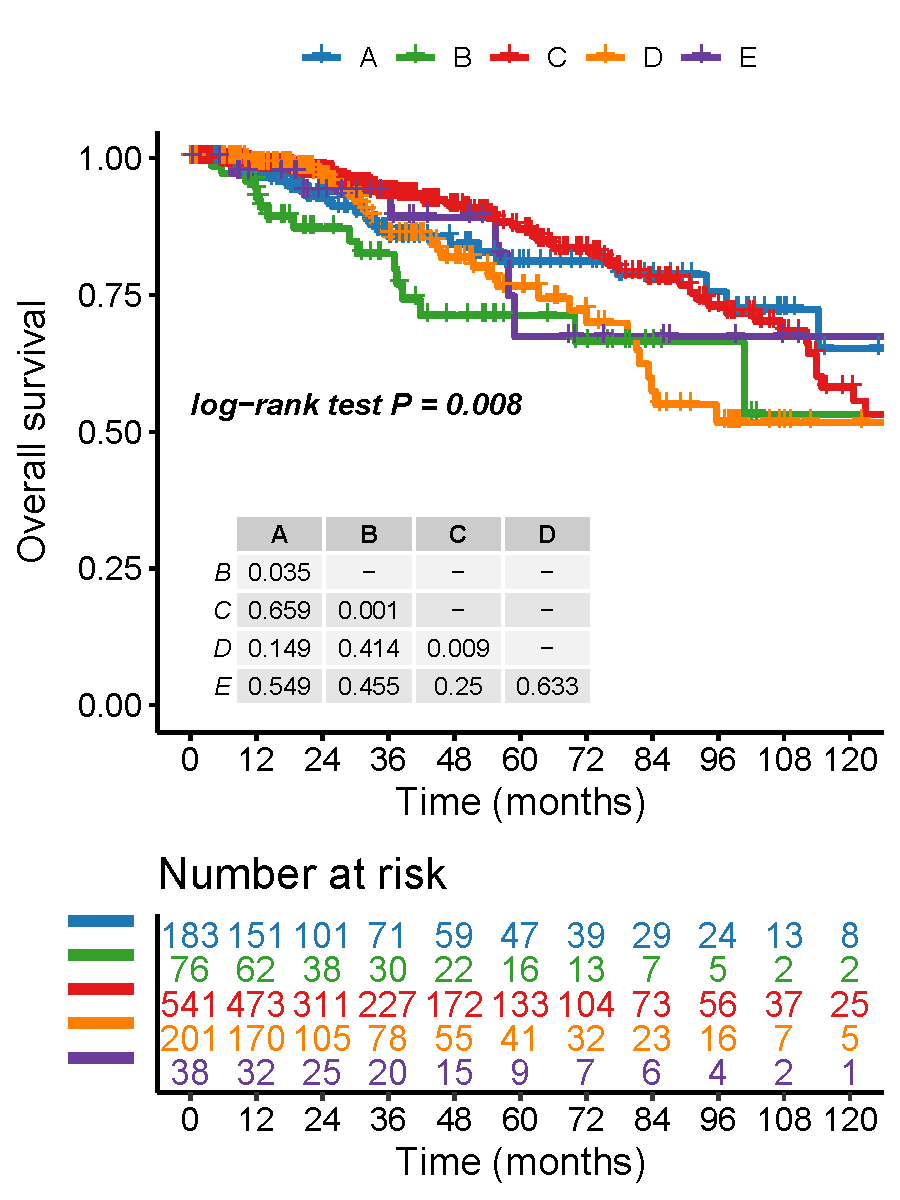 A B C D E
1.00
0.75
0.50
0.25
0.00
Overall survival
log−rank test P = 0.008
A B C D
B 0.035 − − −
C 0.659 0.001 − −
D 0.149 0.414 0.009 −
E 0.549 0.455 0.25 0.633
0 12 24 36 48 60 72 84 96 108 120
Time (months)
Number at risk
183 151 101 71 59 47 39 29 24 13 8
76 62 38 30 22 16 13 7 5 2 2
541 473 311 227 172 133 104 73 56 37 25
201 170 105 78 55 41 32 23 16 7 5
38 32 25 20 15 9 7 6 4 2 1
0 12 24 36 48 60 72 84 96 108 120
Time (months)